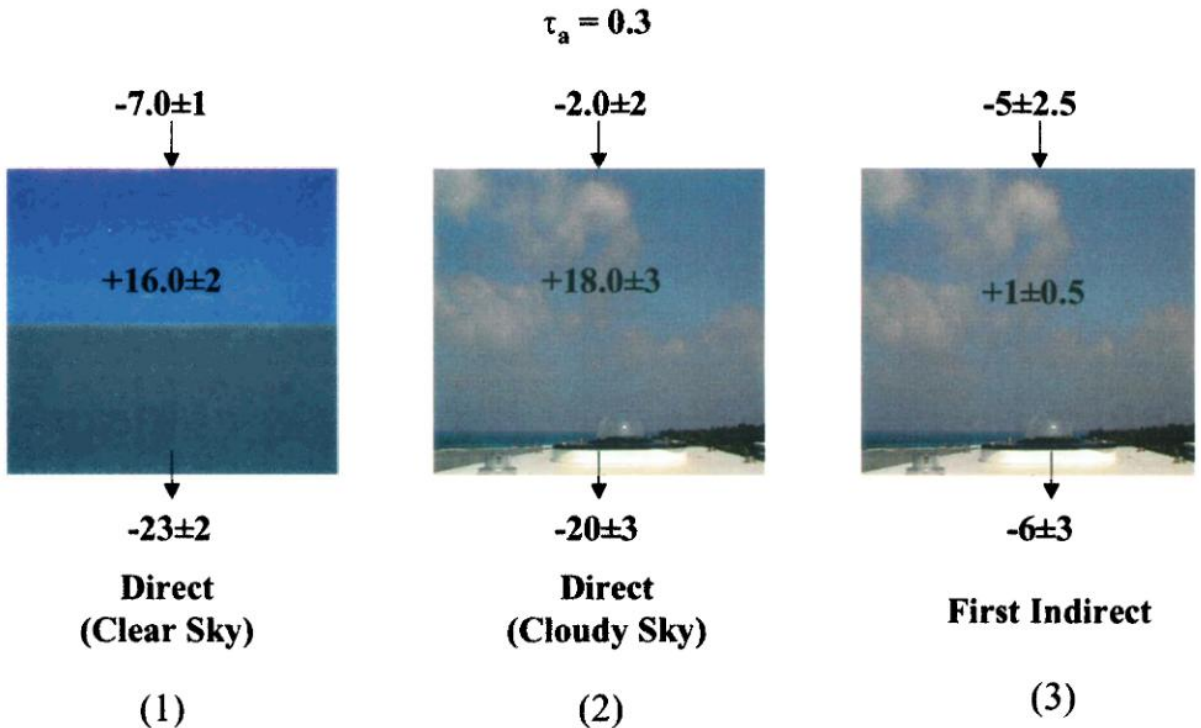 τa = 0.3
-7.0±1
-2.0±2
-5±2.5
+16.0±2
+18.0±3
+1±0.5
-23±2
-20±3
-6±3
Direct
(Clear Sky)
Direct
(Cloudy Sky)
First Indirect
(1)
(2)
(3)